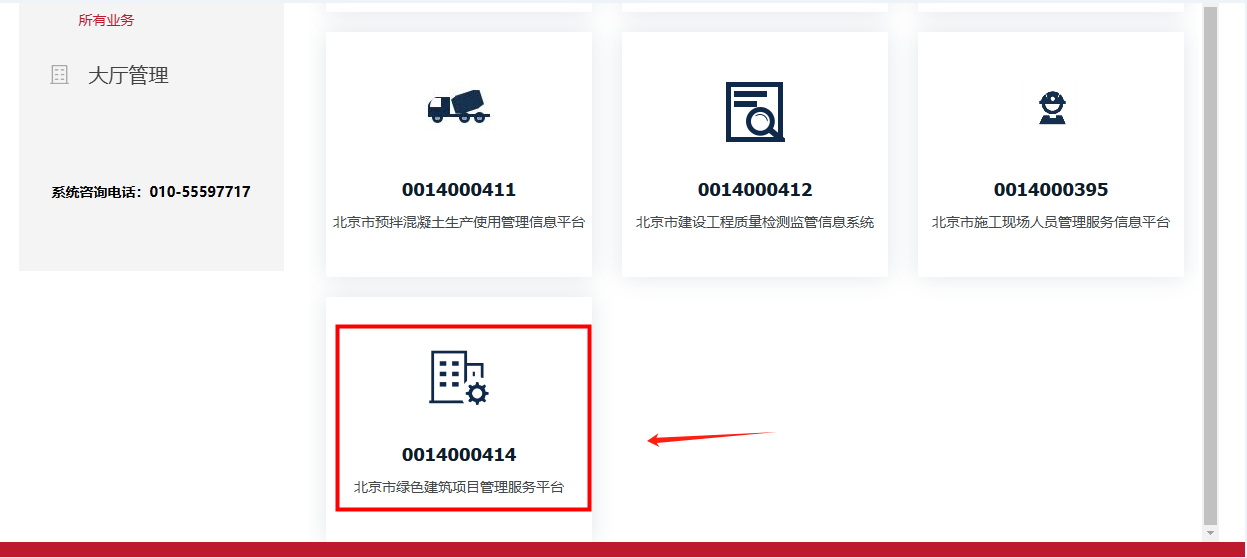 所有业务
大厅管理
系统咨询电话：010-55597717
0014000411
北京市预拌混凝土生产使用管理信息平台
0014000412
北京市建设工程质量检测监管信息系统
0014000395
北京市施工现场人员管理服务信息平台
0014000414
北京市绿色建筑项目管理服务平台